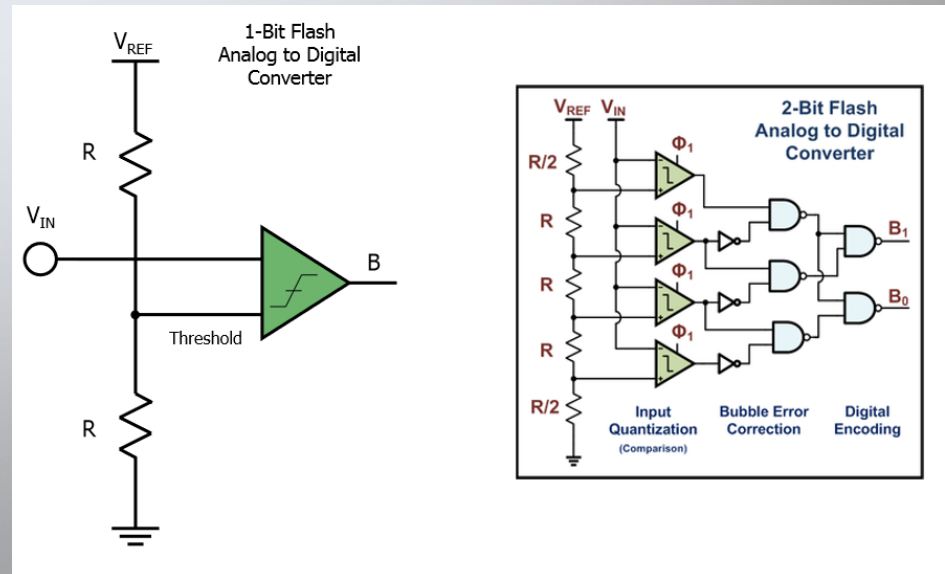 1-Bit Flash
Analog to Digital
Converter
VREF
R
VIN
B
Threshold
R
VREF VIN
2-Bit Flash
Analog to Digital
Converter
Φ1
R/2
Φ1
R
B1
Φ1
R
B0
Φ1
R
R/2
Input
Quantization
(Comparison)
Bubble Error
Correction
Digital
Encoding